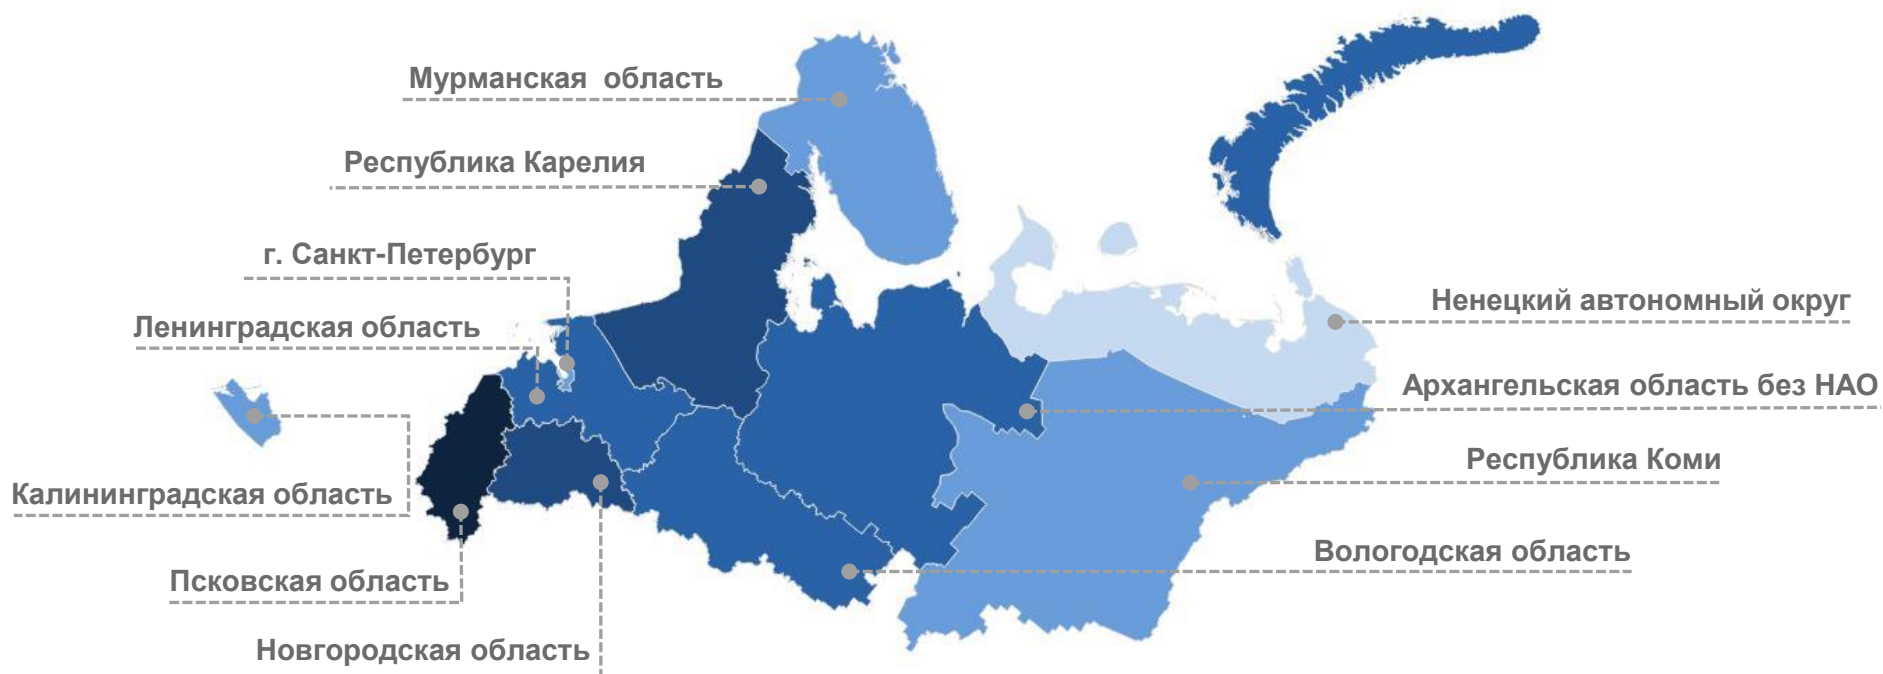 Мурманская область
Республика Карелия
г. Санкт-Петербург
Ленинградская область
Калининградская область
Псковская область
Новгородская область
Ненецкий автономный округ
Архангельская область без НАО
Республика Коми
Вологодская область